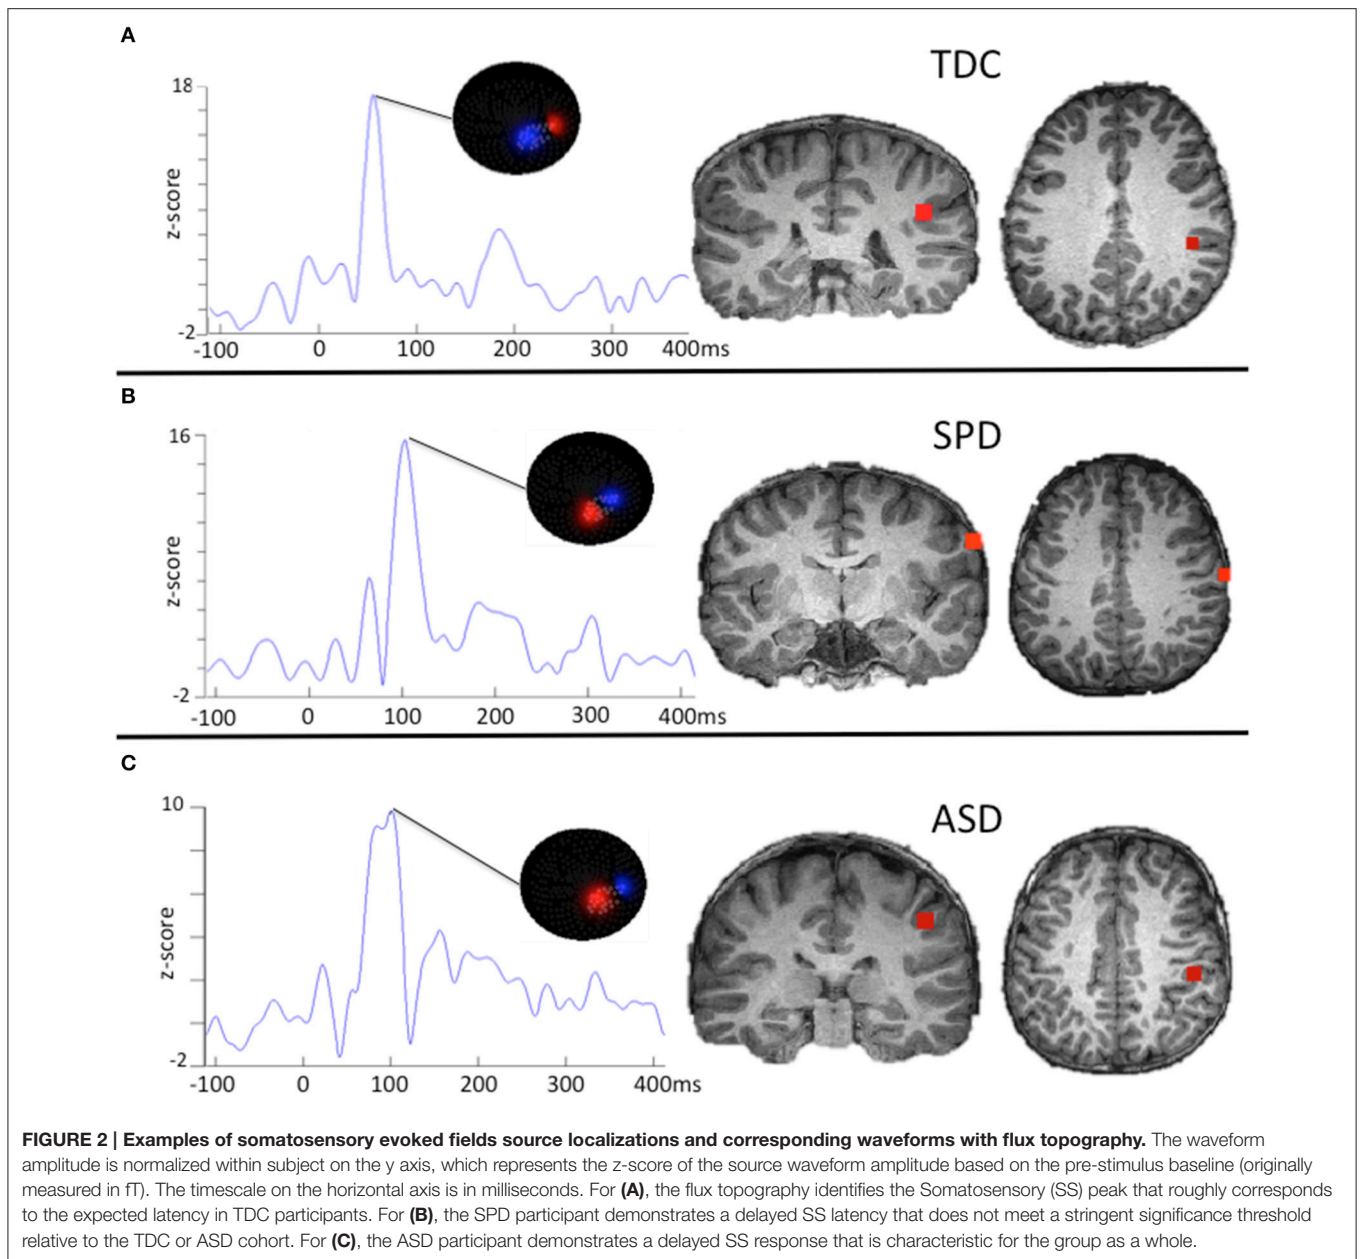 A
TDC
18
z-score
-2
-100 0 100 200 300 400ms
B
SPD
16
z-score
-2
-100 0 100 200 300 400ms
C
ASD
10
z-score
-2
-100 0 100 200 300 400ms
FIGURE 2 | Examples of somatosensory evoked fields source localizations and corresponding waveforms with flux topography. The waveform
amplitude is normalized within subject on the y axis, which represents the z-score of the source waveform amplitude based on the pre-stimulus baseline (originally
measured in fT). The timescale on the horizontal axis is in milliseconds. For (A), the flux topography identifies the Somatosensory (SS) peak that roughly corresponds
to the expected latency in TDC participants. For (B), the SPD participant demonstrates a delayed SS latency that does not meet a stringent significance threshold
relative to the TDC or ASD cohort. For (C), the ASD participant demonstrates a delayed SS response that is characteristic for the group as a whole.